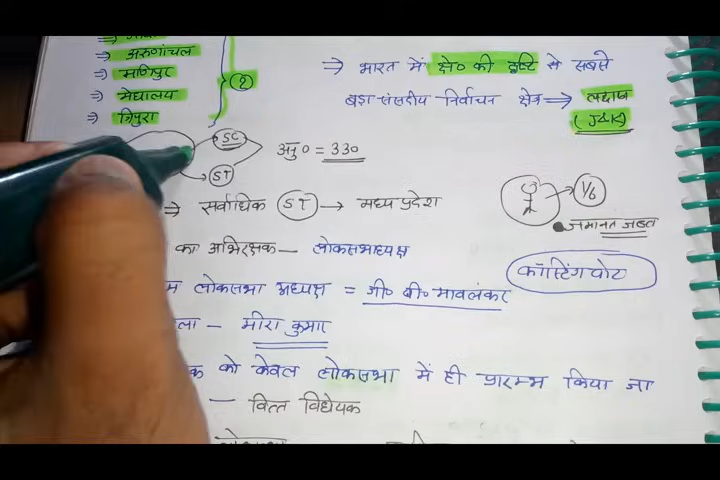 ⇒ अरुणांचल
⇒ मणिपुर
⇒ मेघालय
⇒ त्रिपुरा
②
⇒ भारत में क्षे० की दृष्टि से सबसे
बड़ा संसदीय निर्वाचन क्षेत्र ⇒ लद्दाख
(J&K)
SC
ST
अनु० = 330
⇒ सर्वाधिक ST → मध्य प्रदेश
1/6
जमानत जब्त
का अभिरक्षक — लोकसभाध्यक्ष
कॉस्टिंग वोट
म लोकसभा अध्यक्ष = जी० वी० मावलंकर
ला - मीरा कुमार
क को केवल लोकसभा में ही प्रारम्भ किया जा
— वित्त विधेयक